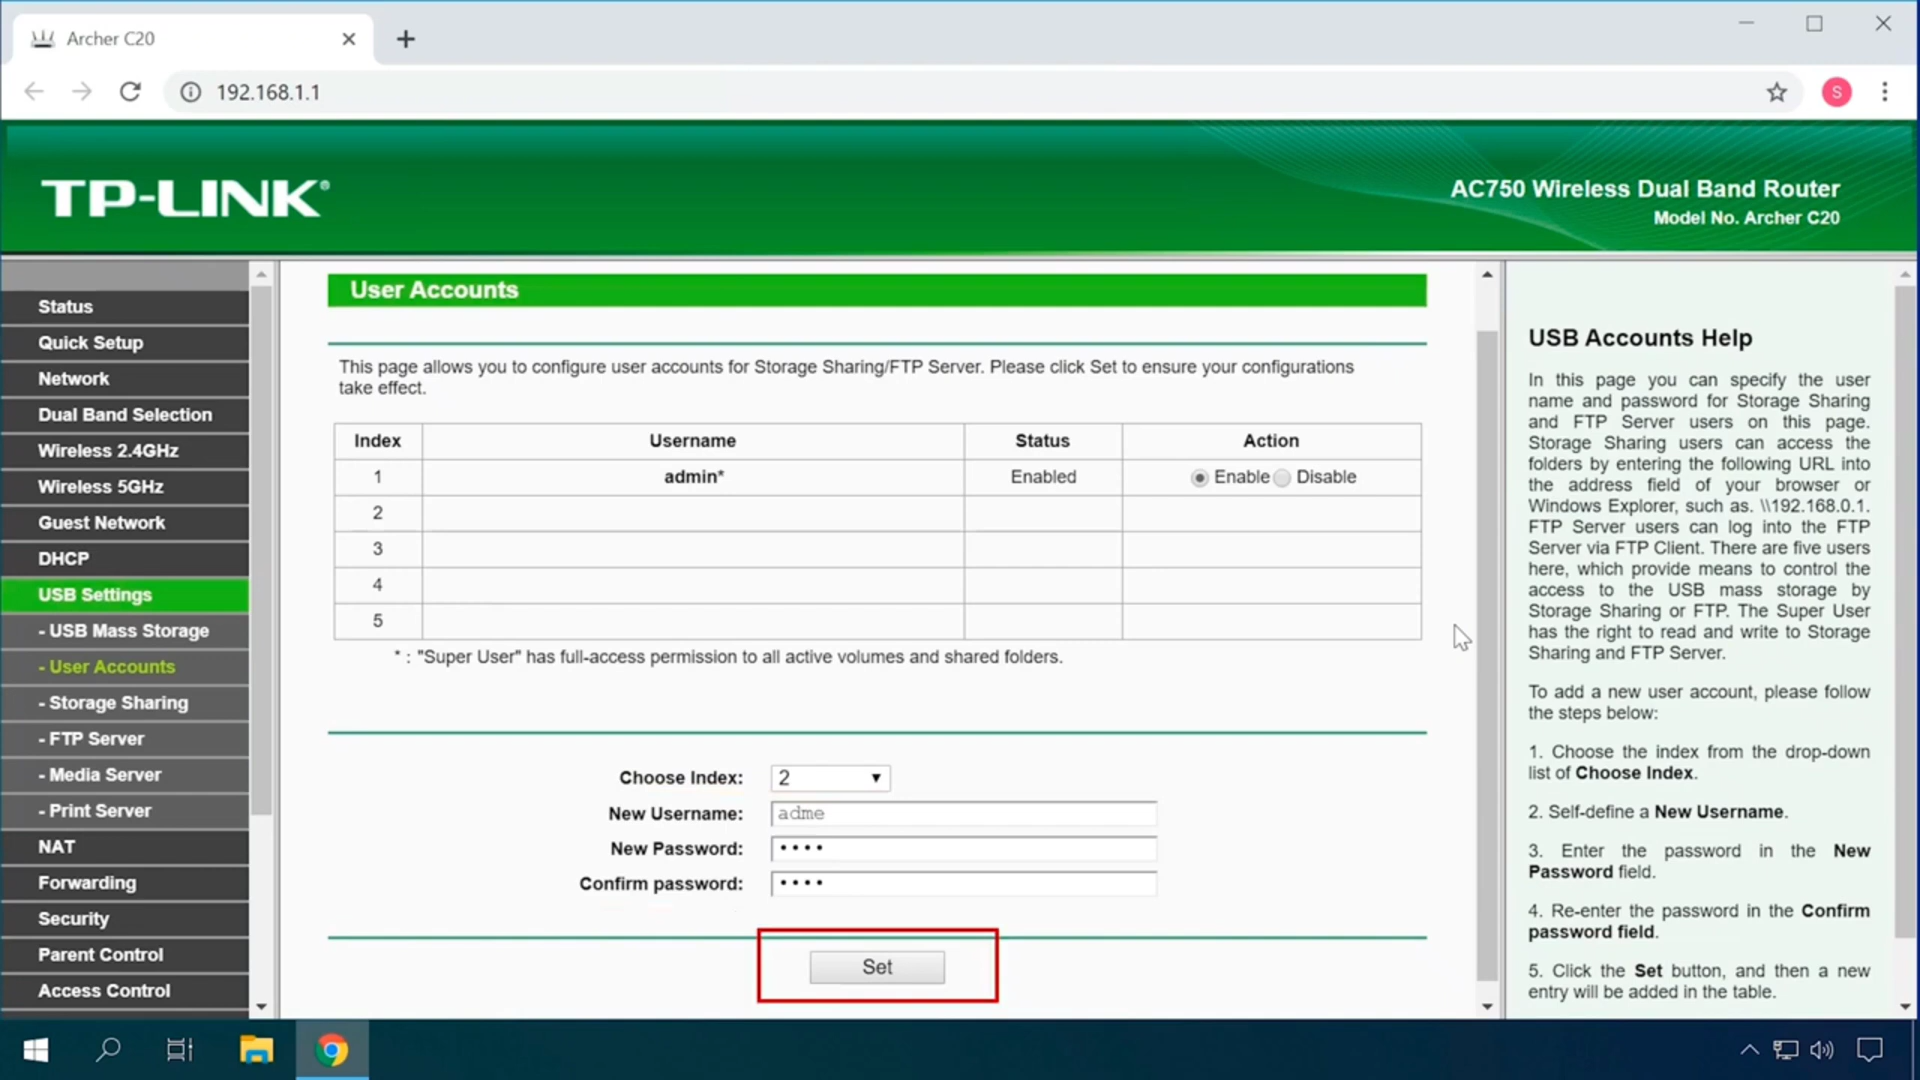 Archer C20
192.168.1.1
S
TP-LINK®
AC750 Wireless Dual Band Router
Model No. Archer C20
Status
Quick Setup
Network
Dual Band Selection
Wireless 2.4GHz
Wireless 5GHz
Guest Network
DHCP
USB Settings
- USB Mass Storage
- User Accounts
- Storage Sharing
- FTP Server
- Media Server
- Print Server
NAT
Forwarding
Security
Parent Control
Access Control
User Accounts
This page allows you to configure user accounts for Storage Sharing/FTP Server. Please click Set to ensure your configurations
take effect.
Index Username Status Action
1 admin* Enabled Enable Disable
2
3
4
5
* : "Super User" has full-access permission to all active volumes and shared folders.
Choose Index: 2
New Username: adme
New Password: ••••
Confirm password: ••••
Set
USB Accounts Help
In this page you can specify the user
name and password for Storage Sharing
and FTP Server users on this page.
Storage Sharing users can access the
folders by entering the following URL into
the address field of your browser or
Windows Explorer, such as. \\192.168.0.1.
FTP Server users can log into the FTP
Server via FTP Client. There are five users
here, which provide means to control the
access to the USB mass storage by
Storage Sharing or FTP. The Super User
has the right to read and write to Storage
Sharing and FTP Server.
To add a new user account, please follow
the steps below:
1. Choose the index from the drop-down
list of Choose Index.
2. Self-define a New Username.
3. Enter the password in the New
Password field.
4. Re-enter the password in the Confirm
password field.
5. Click the Set button, and then a new
entry will be added in the table.